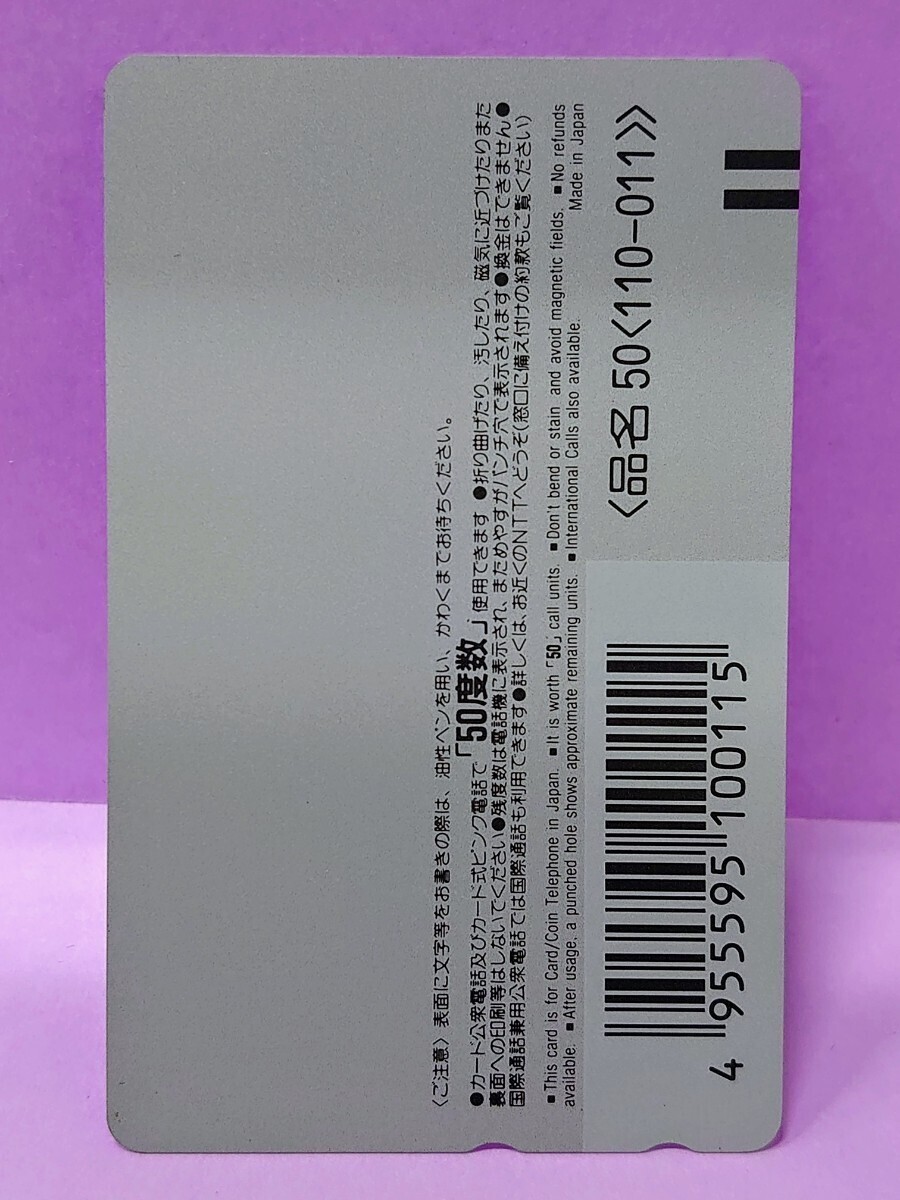 〈ご注意〉表面に文字等をお書きの際は、油性ペンを用い、かわくまでお待ちください。
●カード公衆電話及びカード式ピンク電話で「50度数」使用できます ●折り曲げたり、汚したり、磁気に近づけたりまた
裏面への印刷等はしないでください●残度数は電話機に表示され、まためやすがパンチ穴で表示されます●換金はできません●
国際通話兼用公衆電話では国際通話も利用できます●詳しくは、お近くのNTTへどうぞ(窓口に備え付けの約款もご覧ください)
■This card is for Card/Coin Telephone in Japan. ■It is worth「50」call units. ■Don't bend or stain and avoid magnetic fields. ■No refunds
available. ■After usage, a punched hole shows approximate remaining units. ■International Calls also available. Made in Japan
〈品名 50〈110−011〉〉
4 955595 100115